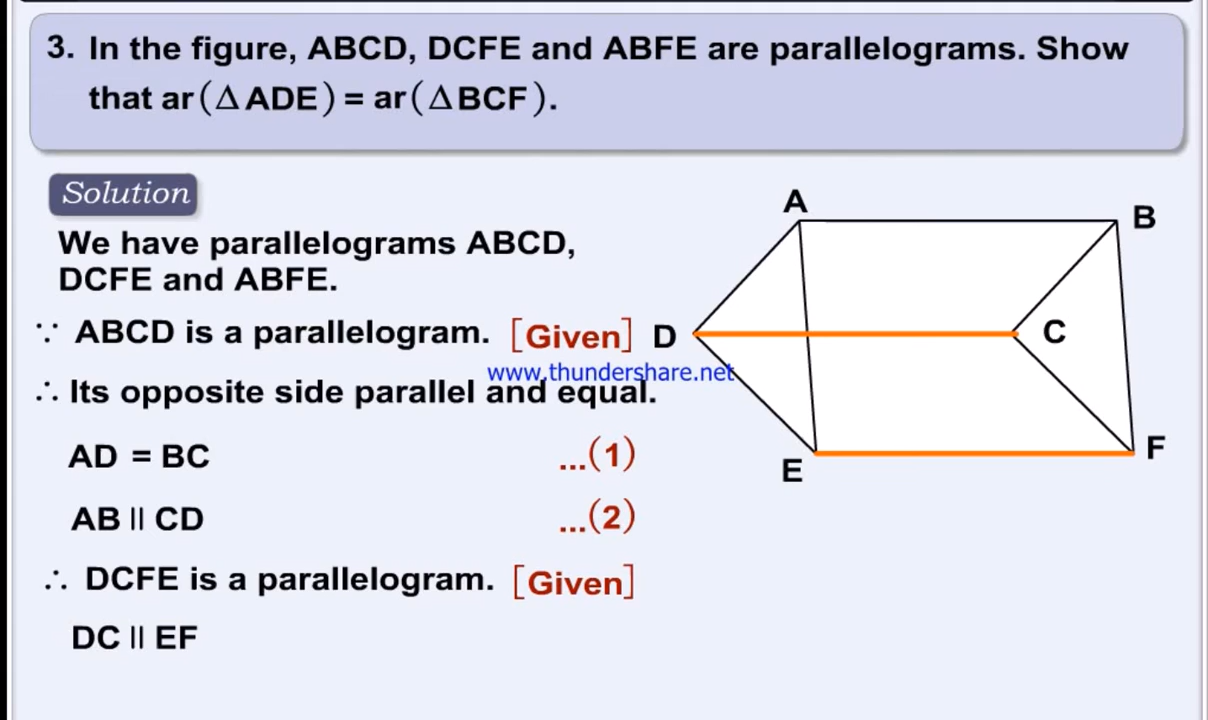 3. In the figure, ABCD, DCFE and ABFE are parallelograms. Show
that ar(△ADE) = ar(△BCF).
Solution
We have parallelograms ABCD,
DCFE and ABFE.
∵ ABCD is a parallelogram. [Given]
∴ Its opposite side parallel and equal.
AD = BC ...(1)
AB || CD ...(2)
∴ DCFE is a parallelogram. [Given]
DC || EF
A
B
D
C
E
F
www.thundershare.net